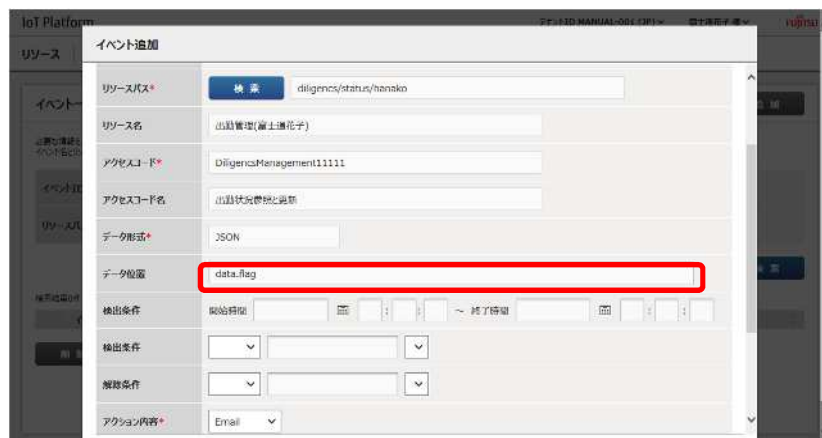 IoT Platform
FUJITSU
リソース
イベント追加
リソースパス* 検 索 diligencs/status/hanako
リソース名 出勤管理(富士通花子)
アクセスコード* DiligencsManagement11111
アクセスコード名 出勤状況参照と更新
データ形式* JSON
データ位置 data.flag
検出条件 開始時間 : : ～ 終了時間 : :
検出条件
解除条件
アクション内容* Email